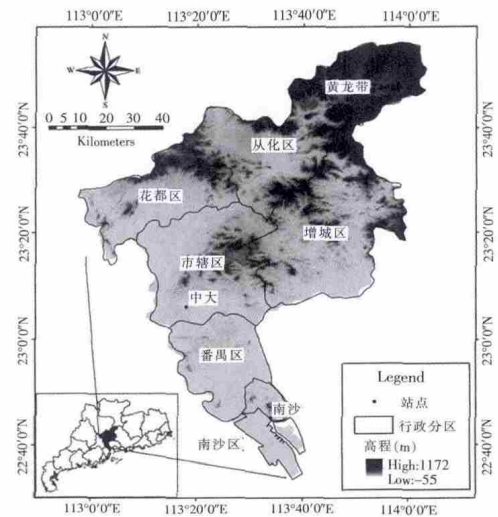 113°0′0″E 113°20′0″E 113°40′0″E 114°0′0″E
N
W E
S
0 5 10 20 30 40
Kilometers
23°40′0″N
23°20′0″N
23°0′0″N
22°40′0″N
黄龙带
从化区
花都区
增城区
市辖区
中大
番禺区
南沙
南沙区
23°40′0″N
23°20′0″N
23°0′0″N
22°40′0″N
Legend
站点
行政分区
高程(m)
High:1172
Low:-55
113°0′0″E 113°20′0″E 113°40′0″E 114°0′0″E